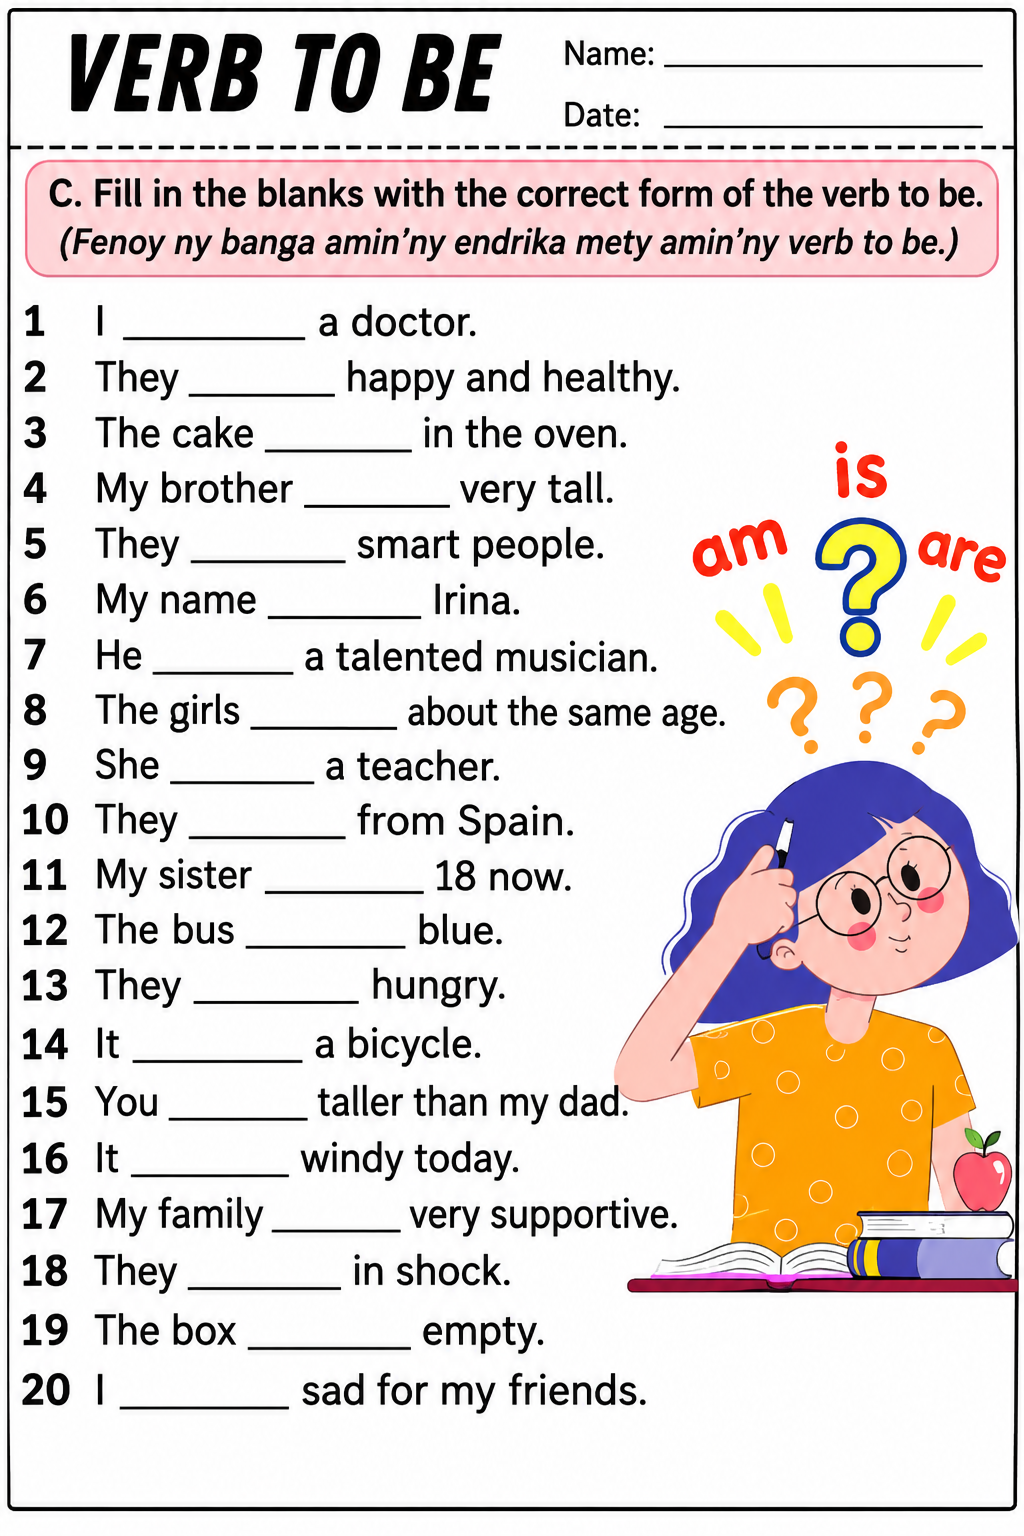 VERB TO BE
Name: ____________
Date: ____________
C. Fill in the blanks with the correct form of the verb to be.
(Fenoy ny banga amin’ny endrika mety amin’ny verb to be.)
1 I ________ a doctor.
2 They ________ happy and healthy.
3 The cake ________ in the oven.
4 My brother ________ very tall.
5 They ________ smart people.
6 My name ________ Irina.
7 He ________ a talented musician.
8 The girls ________ about the same age.
9 She ________ a teacher.
10 They ________ from Spain.
11 My sister ________ 18 now.
12 The bus ________ blue.
13 They ________ hungry.
14 It ________ a bicycle.
15 You ________ taller than my dad.
16 It ________ windy today.
17 My family ________ very supportive.
18 They ________ in shock.
19 The box ________ empty.
20 I ________ sad for my friends.
is
am ? are
? ? ?